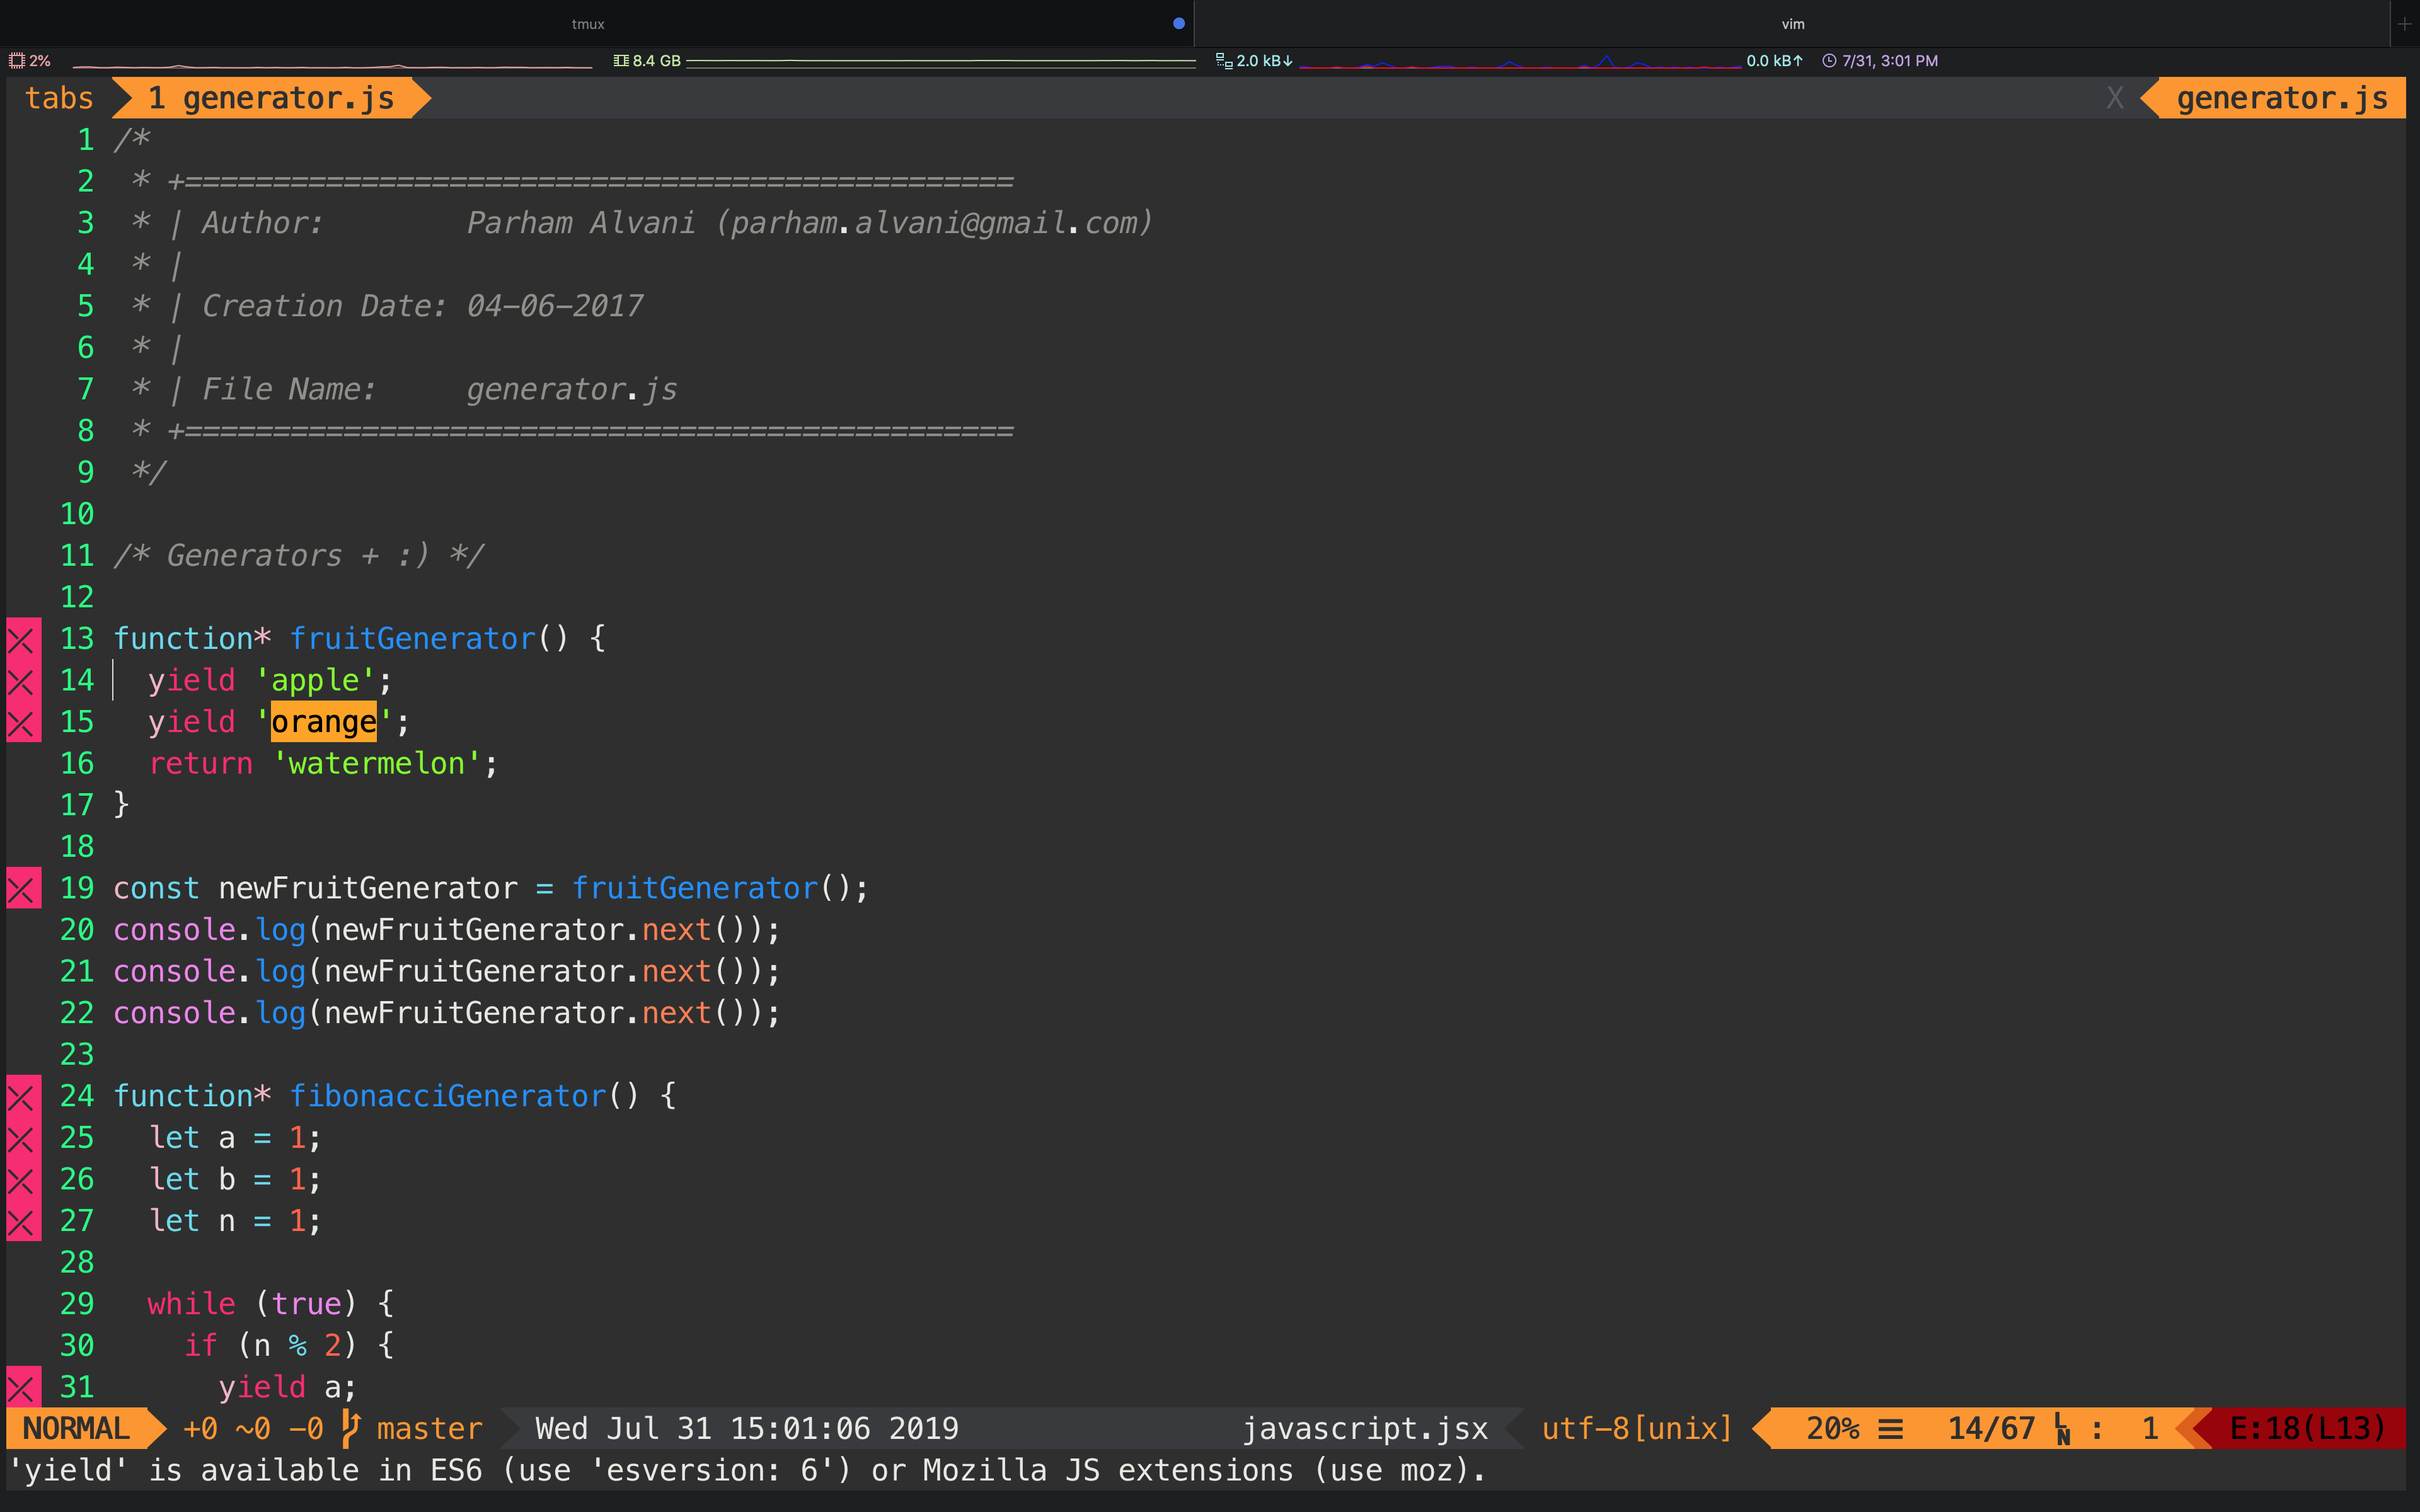 tmux vim +
2% 8.4 GB 2.0 kB↓ 0.0 kB↑ 7/31, 3:01 PM
tabs 1 generator.js X generator.js
1 /*
2  * +===============================================
3  * | Author:        Parham Alvani (parham.alvani@gmail.com)
4  * |
5  * | Creation Date: 04-06-2017
6  * |
7  * | File Name:     generator.js
8  * +===============================================
9  */
10
11 /* Generators + :) */
12
13 function* fruitGenerator() {
14   yield 'apple';
15   yield 'orange';
16   return 'watermelon';
17 }
18
19 const newFruitGenerator = fruitGenerator();
20 console.log(newFruitGenerator.next());
21 console.log(newFruitGenerator.next());
22 console.log(newFruitGenerator.next());
23
24 function* fibonacciGenerator() {
25   let a = 1;
26   let b = 1;
27   let n = 1;
28
29   while (true) {
30     if (n % 2) {
31       yield a;
NORMAL +0 ~0 -0 master Wed Jul 31 15:01:06 2019 javascript.jsx utf-8[unix] 20% ☰ 14/67 LN : 1 E:18(L13)
'yield' is available in ES6 (use 'esversion: 6') or Mozilla JS extensions (use moz).